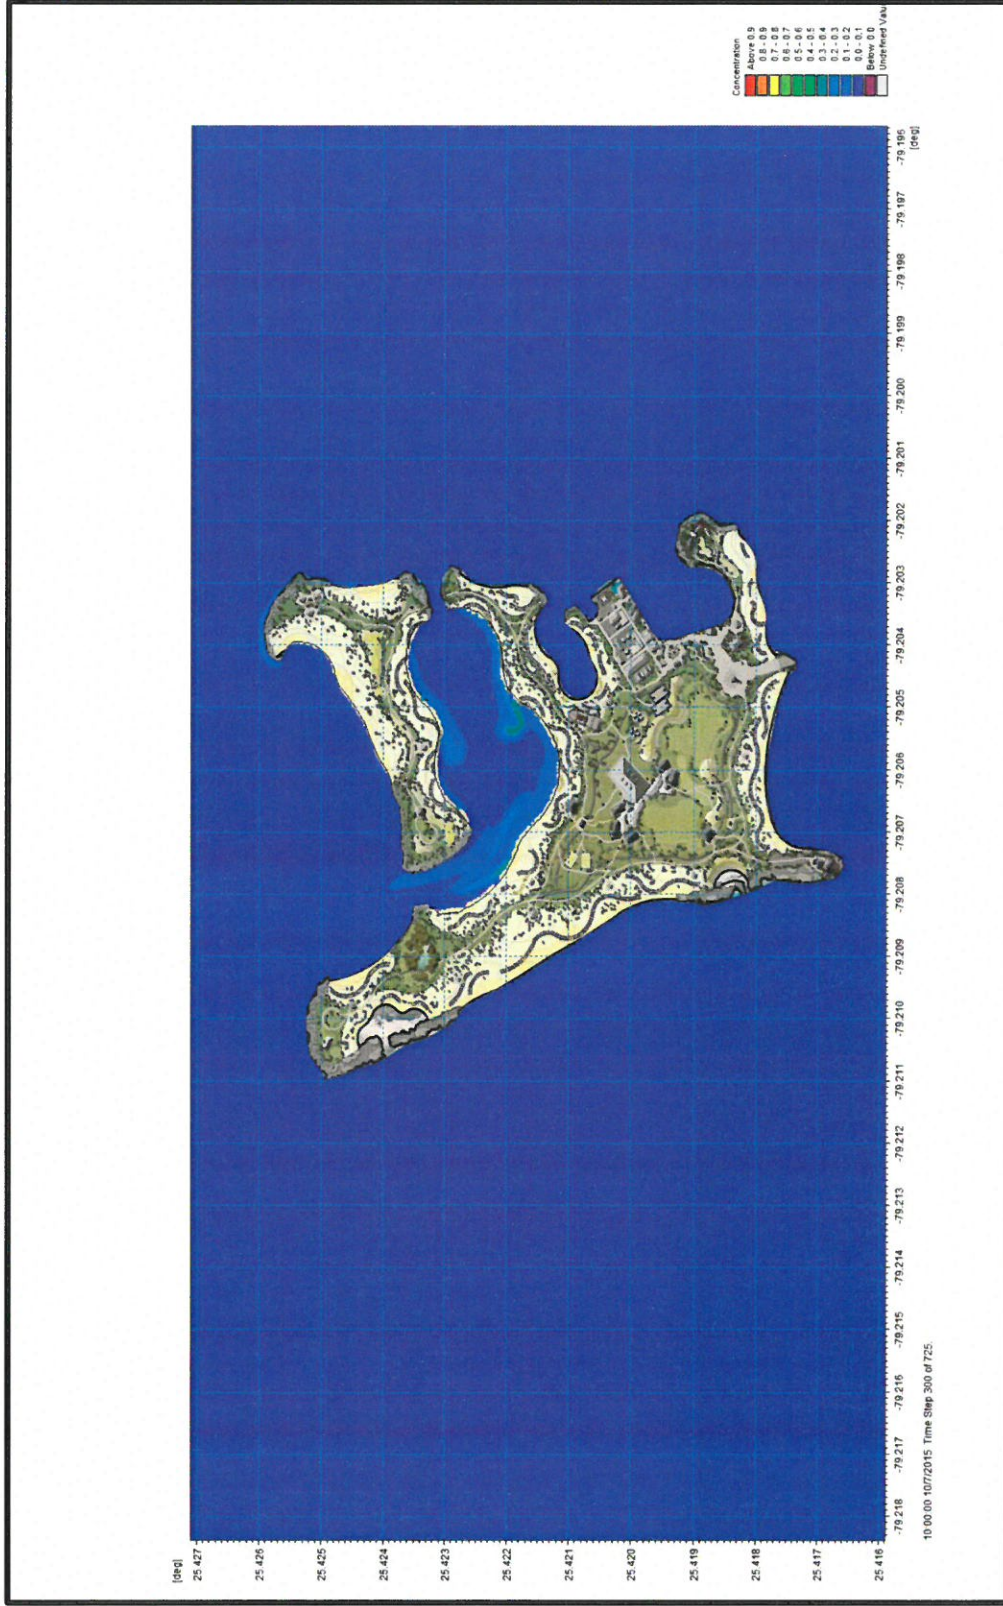 [deg]
25.427
25.426
25.425
25.424
25.423
25.422
25.421
25.420
25.419
25.418
25.417
25.416
-79.218 -79.217 -79.216 -79.215 -79.214 -79.213 -79.212 -79.211 -79.210 -79.209 -79.208 -79.207 -79.206 -79.205 -79.204 -79.203 -79.202 -79.201 -79.200 -79.199 -79.198 -79.197 -79.196
[deg]
10:00:00 10/7/2015 Time Step 300 of 725.
Concentration
Above 0.9
0.8 - 0.9
0.7 - 0.8
0.6 - 0.7
0.5 - 0.6
0.4 - 0.5
0.3 - 0.4
0.2 - 0.3
0.1 - 0.2
0.0 - 0.1
Below 0.0
Undefined Valu